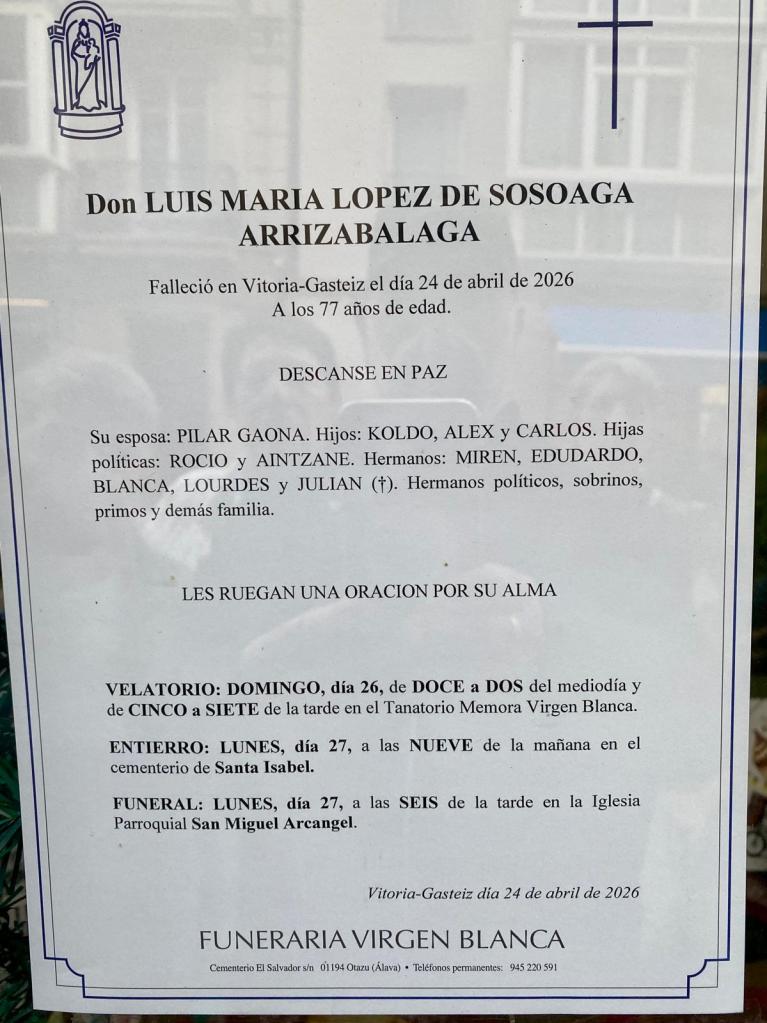 Don LUIS MARIA LOPEZ DE SOSOAGA
ARRIZABALAGA
Falleció en Vitoria-Gasteiz el día 24 de abril de 2026
A los 77 años de edad.
DESCANSE EN PAZ
Su esposa: PILAR GAONA. Hijos: KOLDO, ALEX y CARLOS. Hijas
políticas: ROCIO y AINTZANE. Hermanos: MIREN, EDUDARDO,
BLANCA, LOURDES y JULIAN (†). Hermanos políticos, sobrinos,
primos y demás familia.
LES RUEGAN UNA ORACION POR SU ALMA
VELATORIO: DOMINGO, día 26, de DOCE a DOS del mediodía y
de CINCO a SIETE de la tarde en el Tanatorio Memora Virgen Blanca.
ENTIERRO: LUNES, día 27, a las NUEVE de la mañana en el
cementerio de Santa Isabel.
FUNERAL: LUNES, día 27, a las SEIS de la tarde en la Iglesia
Parroquial San Miguel Arcangel.
Vitoria-Gasteiz día 24 de abril de 2026
FUNERARIA VIRGEN BLANCA
Cementerio El Salvador s/n 01194 Otazu (Álava) • Teléfonos permanentes: 945 220 591